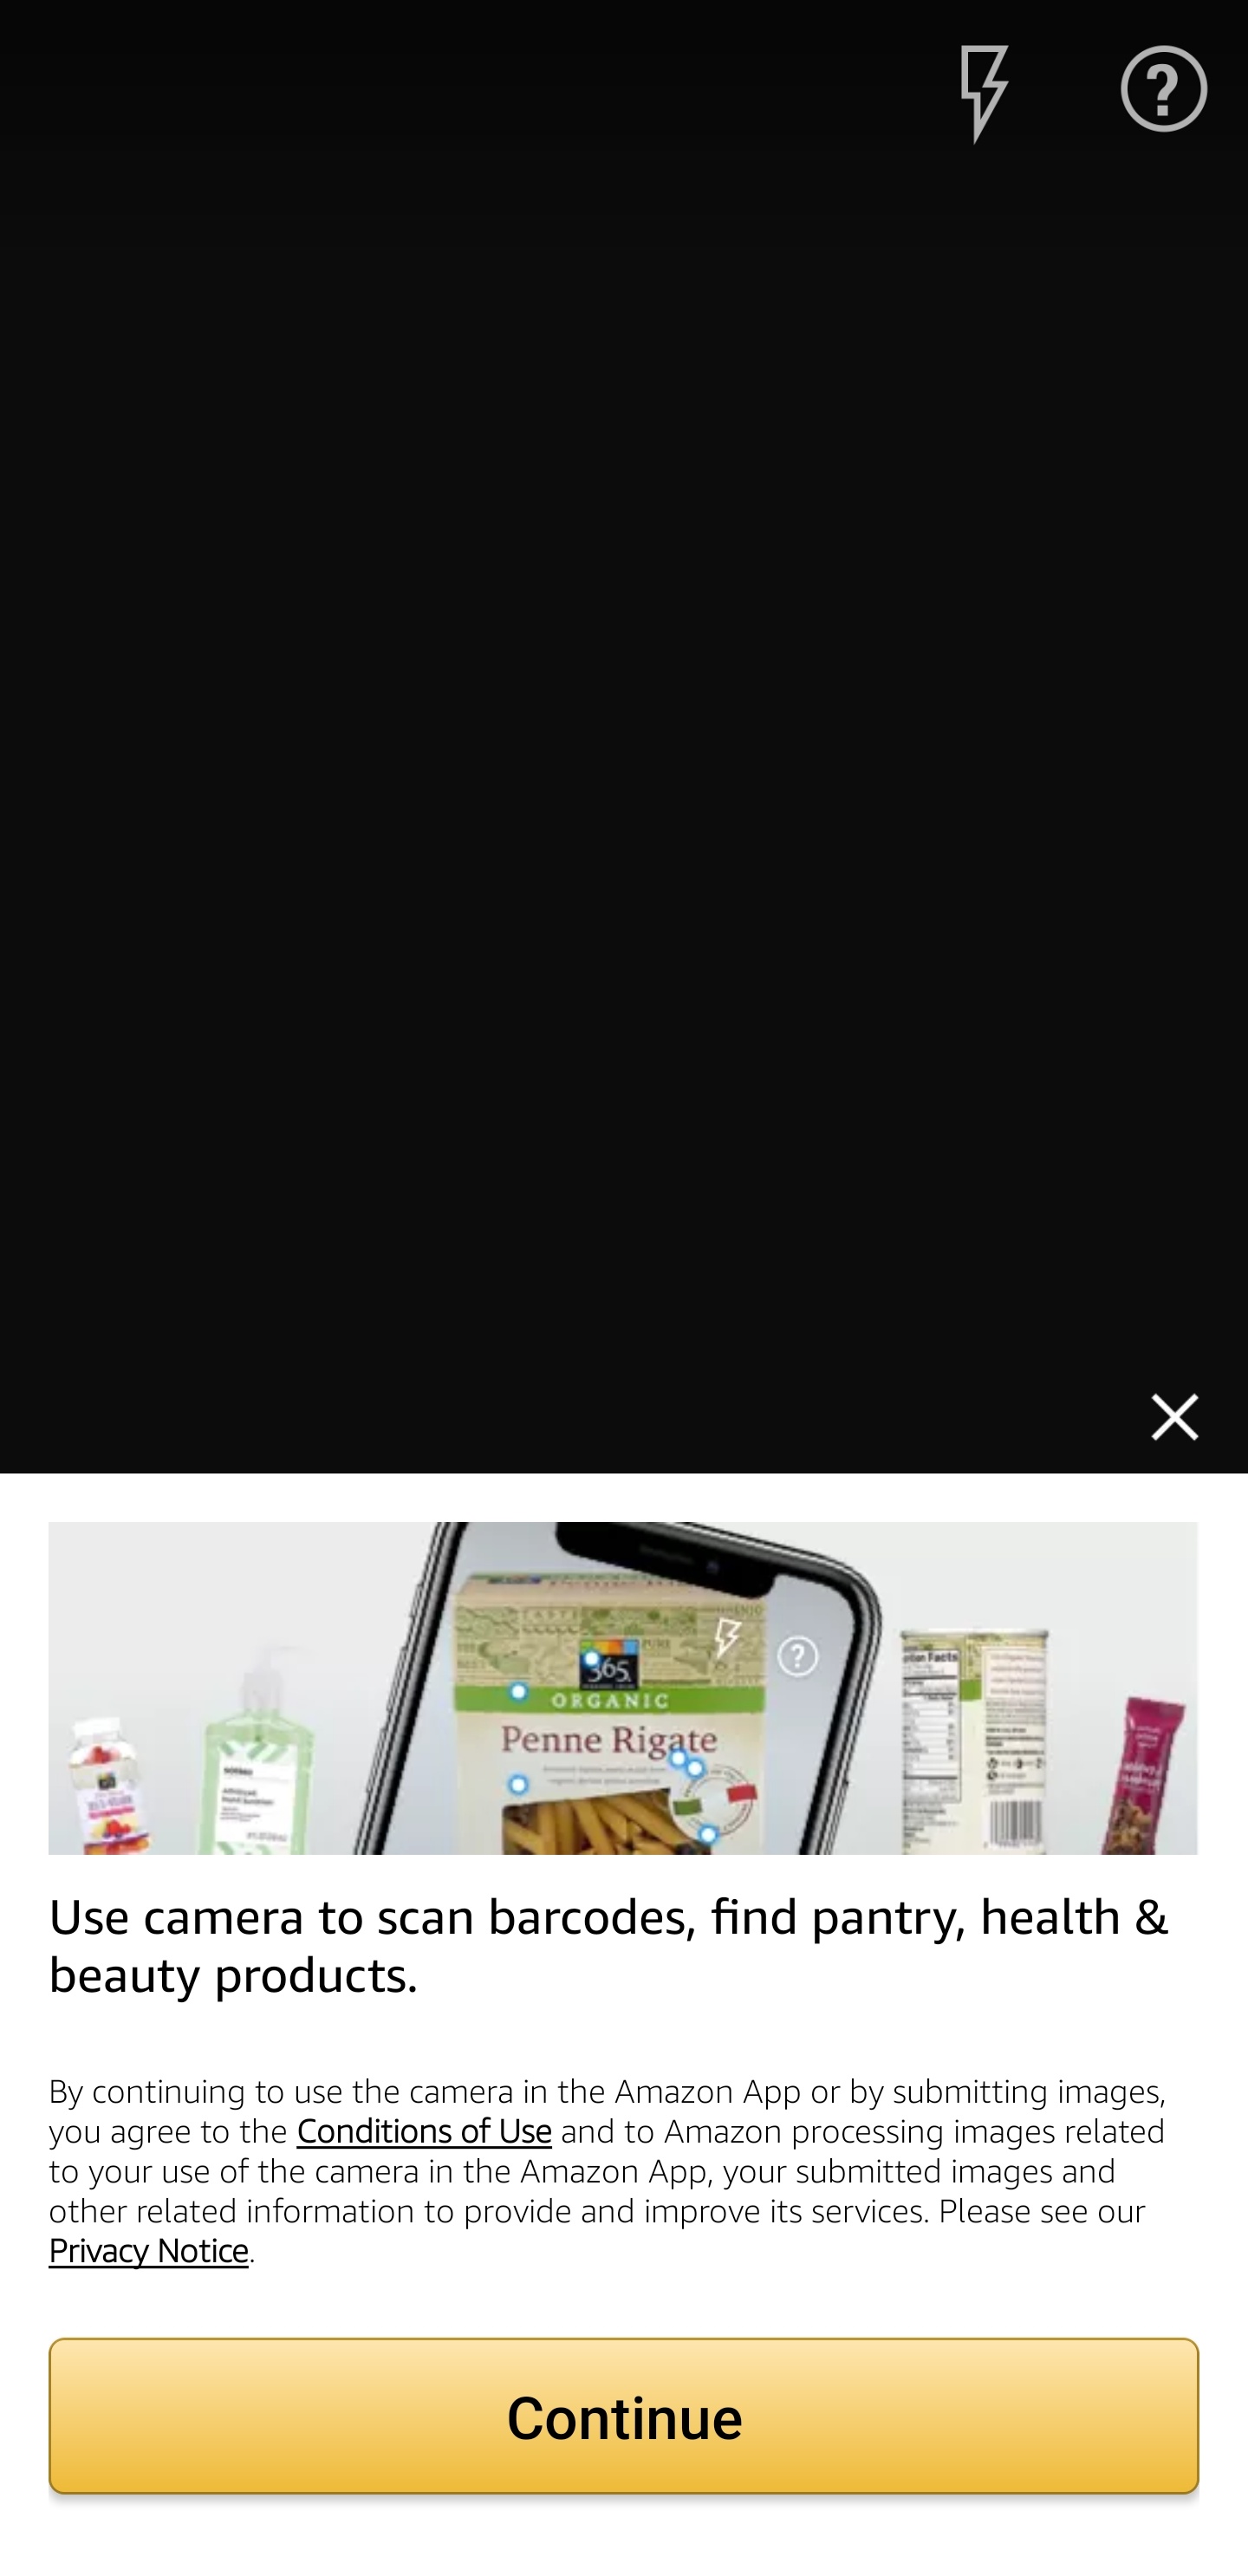 365
ORGANIC
Penne Rigate
Use camera to scan barcodes, find pantry, health &
beauty products.
By continuing to use the camera in the Amazon App or by submitting images,
you agree to the Conditions of Use and to Amazon processing images related
to your use of the camera in the Amazon App, your submitted images and
other related information to provide and improve its services. Please see our
Privacy Notice.
Continue